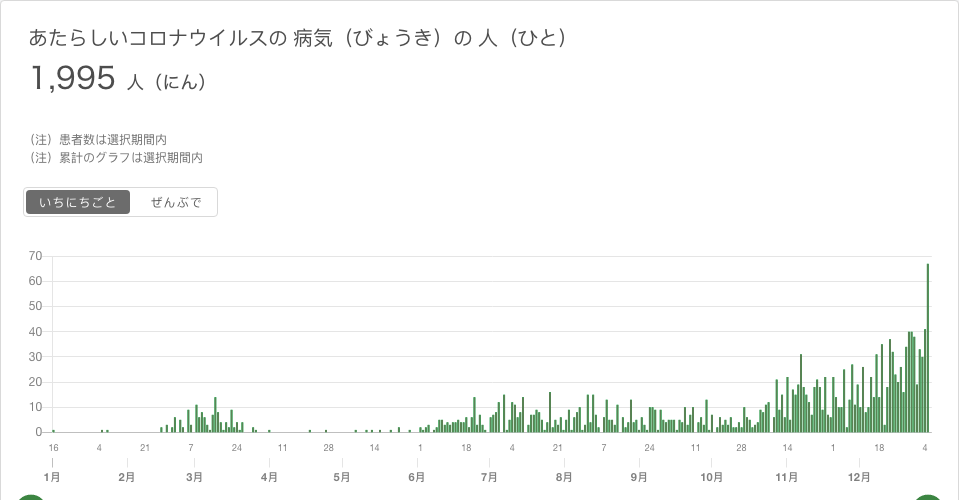 あたらしいコロナウイルスの 病気（びょうき）の 人（ひと）
1,995 人（にん）
（注）患者数は選択期間内
（注）累計のグラフは選択期間内
いちにちごと ぜんぶで
70
60
50
40
30
20
10
0
16 4 21 7 24 11 28 14 1 18 4 21 7 24 11 28 14 1 18 4
1月 2月 3月 4月 5月 6月 7月 8月 9月 10月 11月 12月